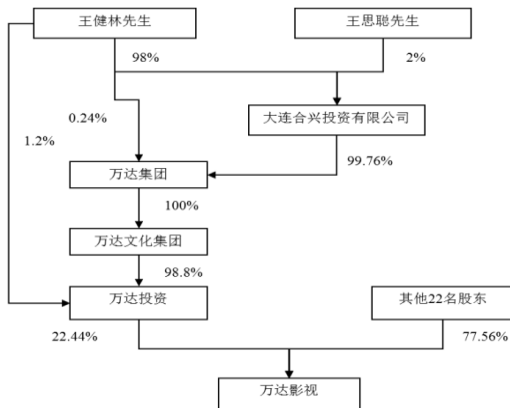 王健林先生
王思聪先生
98%
2%
0.24%
大连合兴投资有限公司
1.2%
99.76%
万达集团
100%
万达文化集团
98.8%
万达投资
其他22名股东
22.44%
77.56%
万达影视